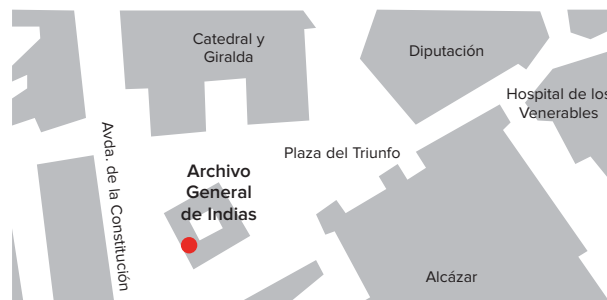 Catedral y
Giralda
Diputación
Hospital de los
Venerables
Avda. de la Constitución
Plaza del Triunfo
Archivo
General
de Indias
Alcázar